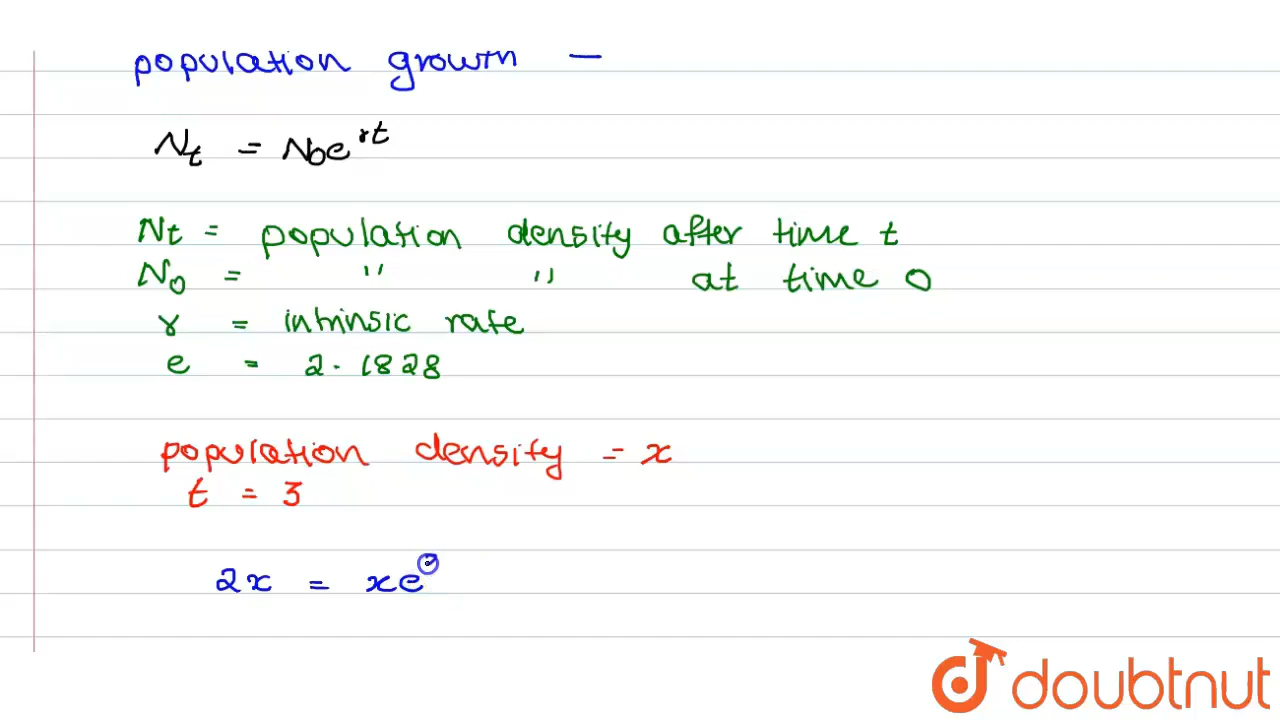 population growth —
Nt = N0e^rt
Nt = population density after time t
N0 = " " at time 0
r = intrinsic rate
e = 2.1828
population density = x
t = 3
2x = xe^3
doubtnut